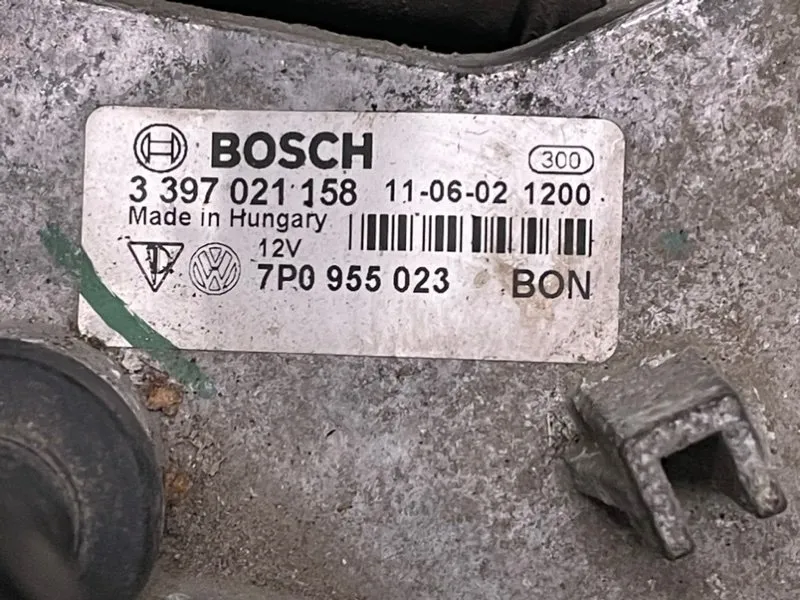 BOSCH 300
3 397 021 158 11-06-02 1200
Made in Hungary
12V
7P0 955 023 BON